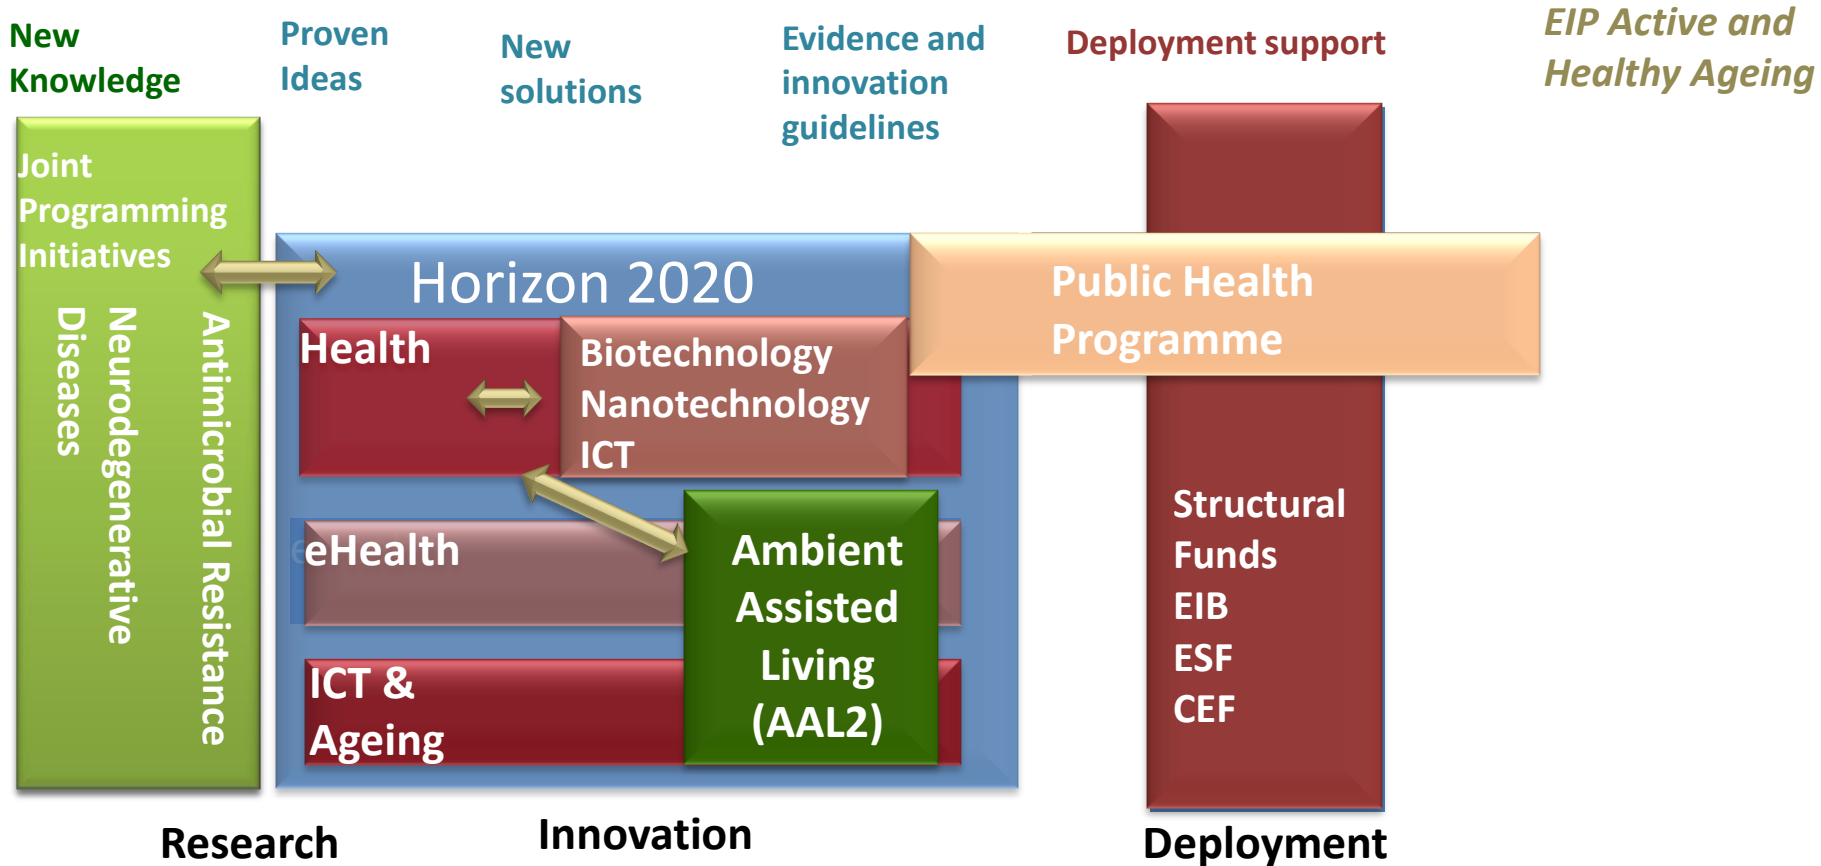 New
Knowledge
Proven
Ideas
New
solutions
Evidence and
innovation
guidelines
Deployment support
EIP Active and
Healthy Ageing
Joint
Programming
Initiatives
Neurodegenerative
Diseases
Antimicrobial Resistance
Horizon 2020
Health
Biotechnology
Nanotechnology
ICT
eHealth
Ambient
Assisted
Living
(AAL2)
ICT &
Ageing
Public Health
Programme
Structural
Funds
EIB
ESF
CEF
Research
Innovation
Deployment